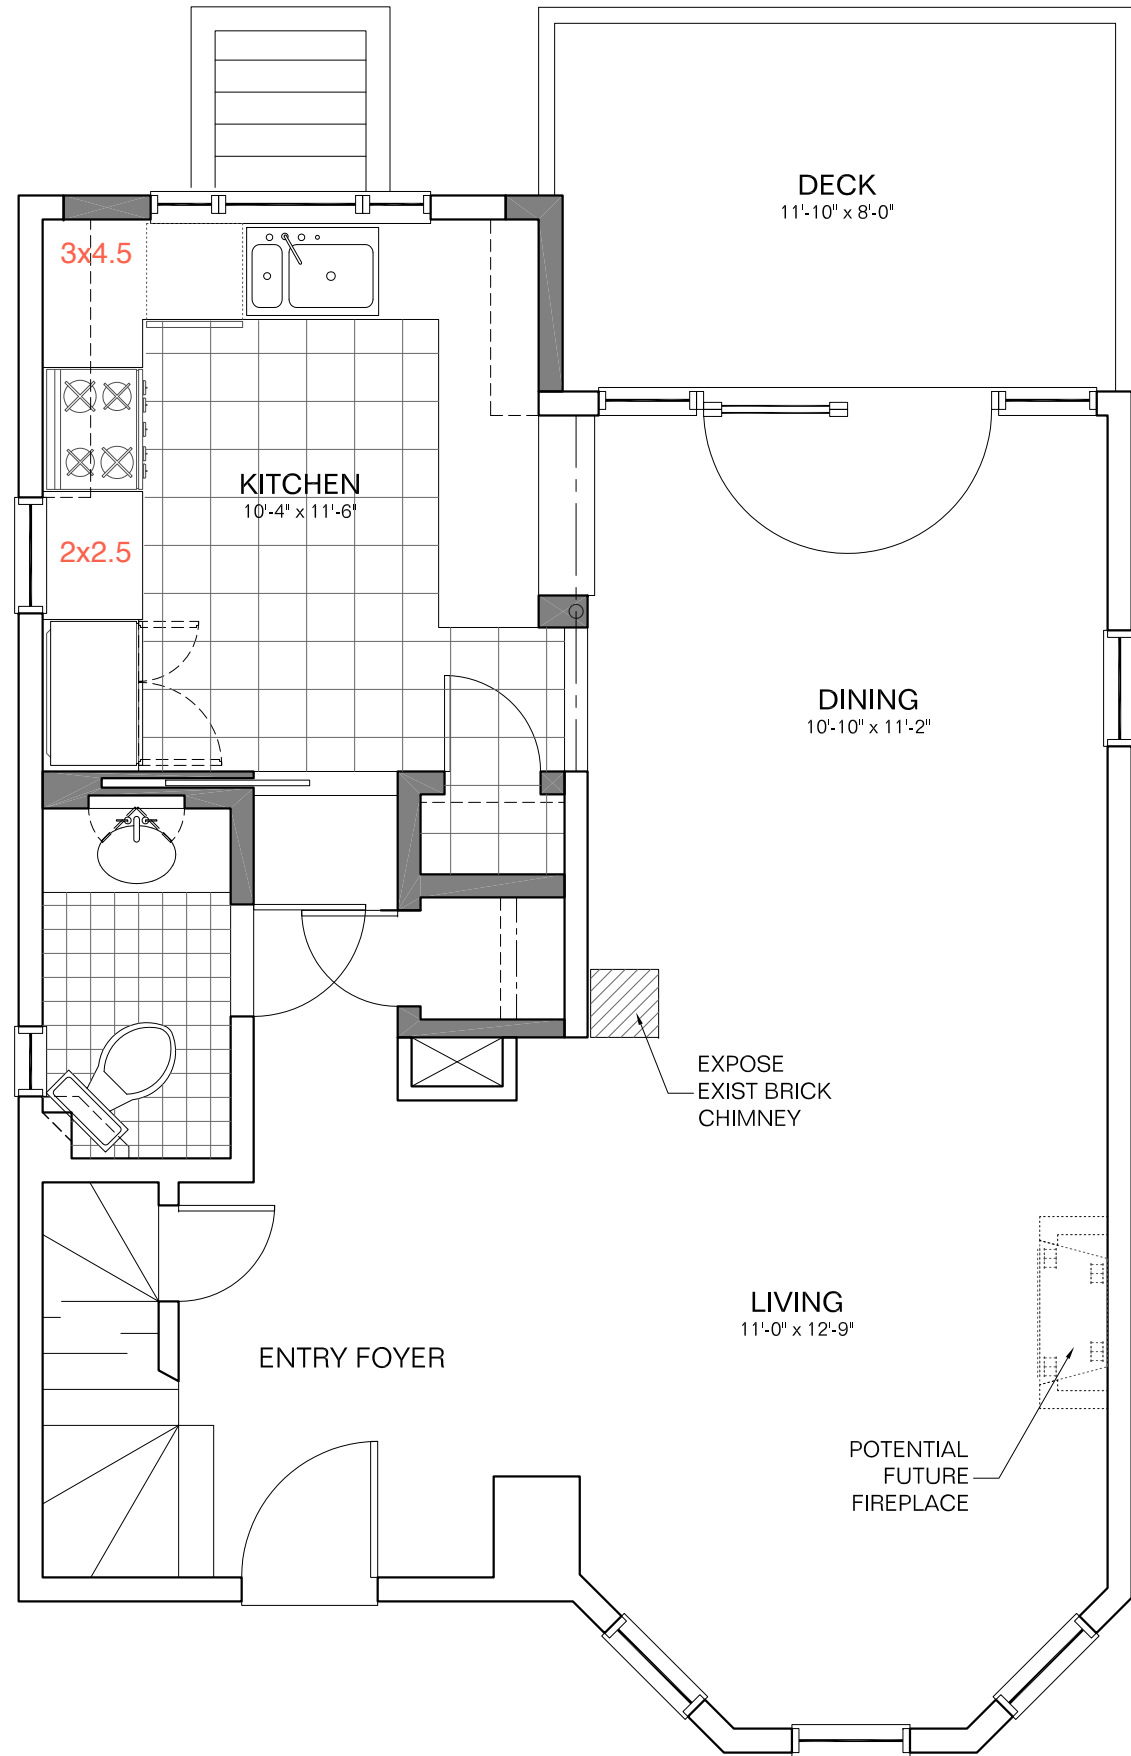 DECK
11'-10" x 8'-0"
3x4.5
KITCHEN
10'-4" x 11'-6"
2x2.5
DINING
10'-10" x 11'-2"
EXPOSE
EXIST BRICK
CHIMNEY
LIVING
11'-0" x 12'-9"
ENTRY FOYER
POTENTIAL
FUTURE
FIREPLACE